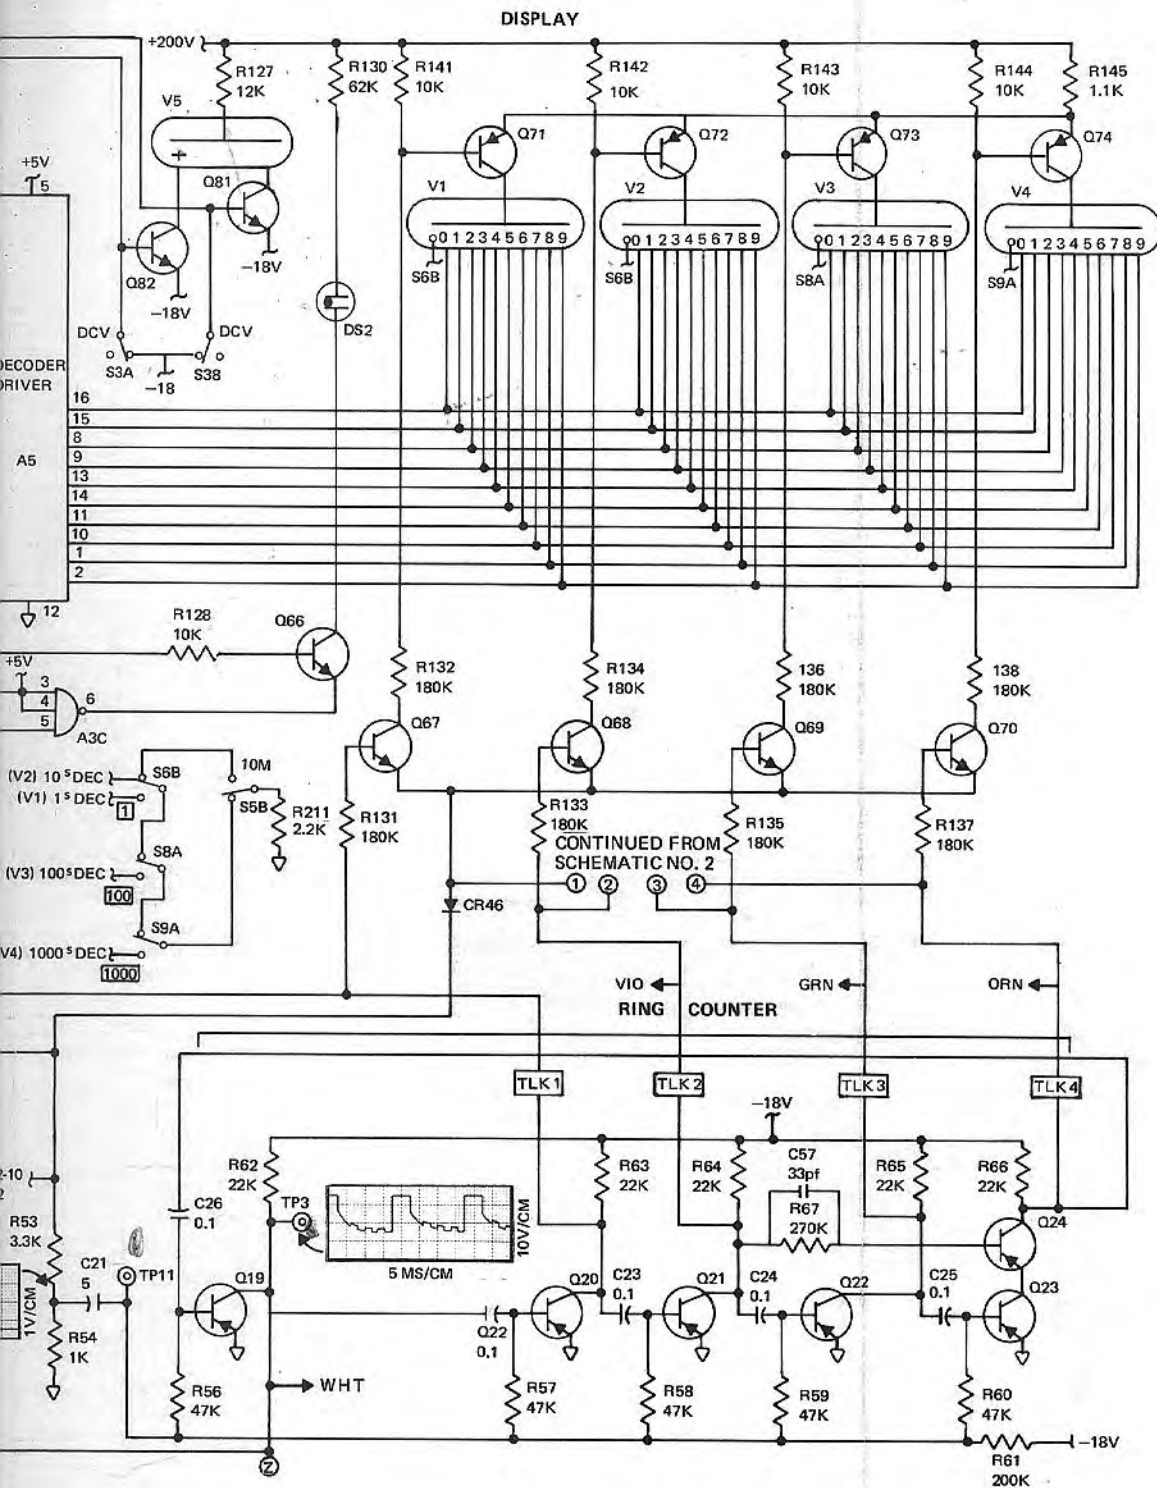 DISPLAY
+200V
R127
12K
R130
62K
R141
10K
R142
10K
R143
10K
R144
10K
R145
1.1K
V5
Q71
Q72
Q73
Q74
+5V
5
Q81
V1
V2
V3
V4
0 1 2 3 4 5 6 7 8 9
0 1 2 3 4 5 6 7 8 9
0 1 2 3 4 5 6 7 8 9
0 1 2 3 4 5 6 7 8 9
S6B
S6B
S8A
S9A
Q82
-18V
-18V
DS2
DCV
DCV
S3A
-18
S38
DECODER
DRIVER
A5
16
15
8
9
13
14
11
10
1
2
12
R128
10K
Q66
+5V
3
4
5
6
A3C
R132
180K
R134
180K
136
180K
138
180K
Q67
Q68
Q69
Q70
(V2) 10 S DEC
S6B
10M
(V1) 1 S DEC
1
S5B
R211
2.2K
R131
180K
R133
180K
R135
180K
R137
180K
CONTINUED FROM
SCHEMATIC NO. 2
1 2 3 4
S8A
(V3) 100 S DEC
100
S9A
V4) 1000 S DEC
1000
CR46
VIO
GRN
ORN
RING COUNTER
TLK 1
TLK 2
TLK 3
TLK 4
-18V
2-10
2
R62
22K
C26
0.1
TP3
10V/CM
5 MS/CM
R63
22K
R64
22K
C57
33pf
R67
270K
R65
22K
R66
22K
Q24
R53
3.3K
C21
5
TP11
1V/CM
R54
1K
Q19
Q22
0.1
Q20
C23
0.1
Q21
C24
0.1
Q22
C25
0.1
Q23
R56
47K
WHT
R57
47K
R58
47K
R59
47K
R60
47K
R61
200K
-18V
Z